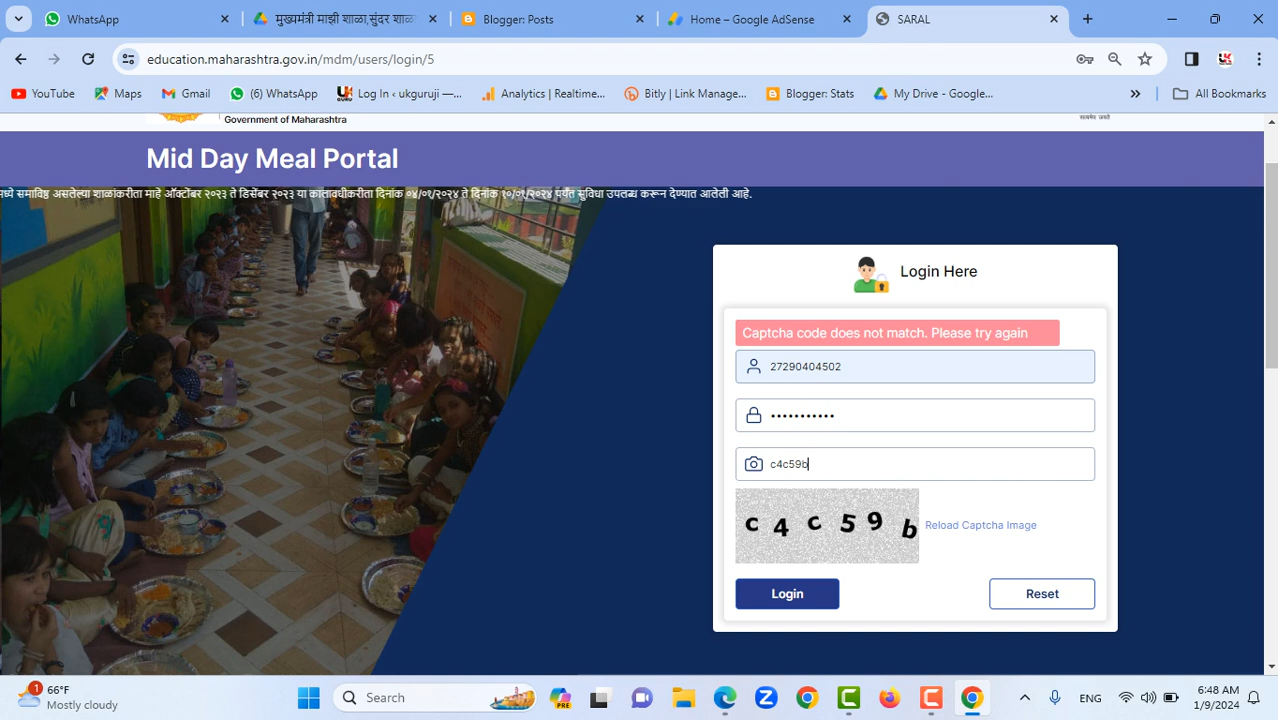 WhatsApp
मुख्यमंत्री माझी शाळा,सुंदर शाळ
Blogger: Posts
Home – Google AdSense
SARAL
education.maharashtra.gov.in/mdm/users/login/5
YouTube Maps Gmail (6) WhatsApp Log In ‹ ukguruji —... Analytics | Realtime... Bitly | Link Manage... Blogger: Stats My Drive - Google... » All Bookmarks
Government of Maharashtra
सत्यमेव जयते
Mid Day Meal Portal
मध्ये समाविष्ठ असलेल्या शाळांकरीता माहे ऑक्टोंबर २०२३ ते डिसेंबर २०२३ या कालावधीकरीता दिनांक ०४/०१/२०२४ ते दिनांक १०/०१/२०२४ पर्यंत सुविधा उपलब्ध करून देण्यात आलेली आहे.
Login Here
Captcha code does not match. Please try again
27290404502
•••••••••••
c4c59b
c 4 c 5 9 b
Reload Captcha Image
Login
Reset
1
66°F
Mostly cloudy
Search
PRE
ENG
6:48 AM
1/9/2024